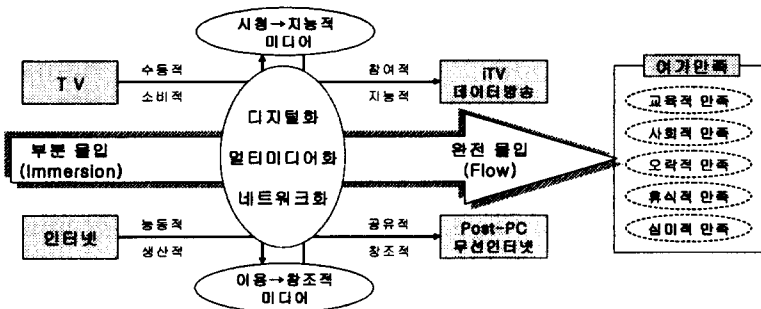 시청→지능적
미디어
TV
수동적
소비적
참여적
지능적
iTV
데이터방송
여가만족
교육적 만족
사회적 만족
오락적 만족
휴식적 만족
심미적 만족
디지털화
멀티미디어화
네트워크화
부분 몰입
(Immersion)
완전 몰입
(Flow)
인터넷
능동적
생산적
공유적
창조적
Post-PC
무선인터넷
이용→창조적
미디어